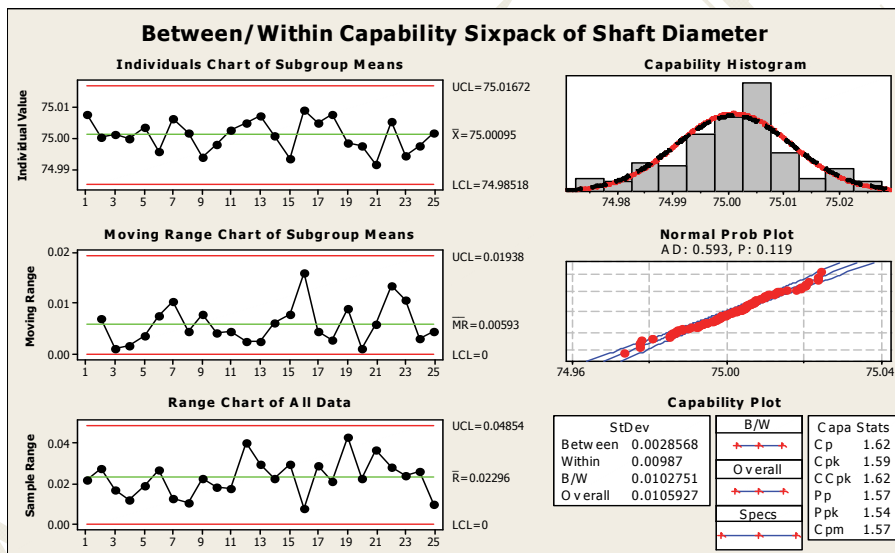 Between/Within Capability Sixpack of Shaft Diameter
Individuals Chart of Subgroup Means
Individual Value
75.01
75.00
74.99
UCL=75.01672
X̄=75.00095
LCL=74.98518
1 3 5 7 9 11 13 15 17 19 21 23 25
Moving Range Chart of Subgroup Means
Moving Range
0.02
0.01
0.00
UCL=0.01938
M̄R̄=0.00593
LCL=0
1 3 5 7 9 11 13 15 17 19 21 23 25
Range Chart of All Data
Sample Range
0.04
0.02
0.00
UCL=0.04854
R̄=0.02296
LCL=0
1 3 5 7 9 11 13 15 17 19 21 23 25
Capability Histogram
74.98 74.99 75.00 75.01 75.02
Normal Prob Plot
AD: 0.593, P: 0.119
74.96 75.00 75.04
Capability Plot
StDev
Between 0.0028568
Within 0.00987
B/W 0.0102751
Overall 0.0105927
B/W
Overall
Specs
Capa Stats
Cp 1.62
Cpk 1.59
CCpk 1.62
Pp 1.57
Ppk 1.54
Cpm 1.57